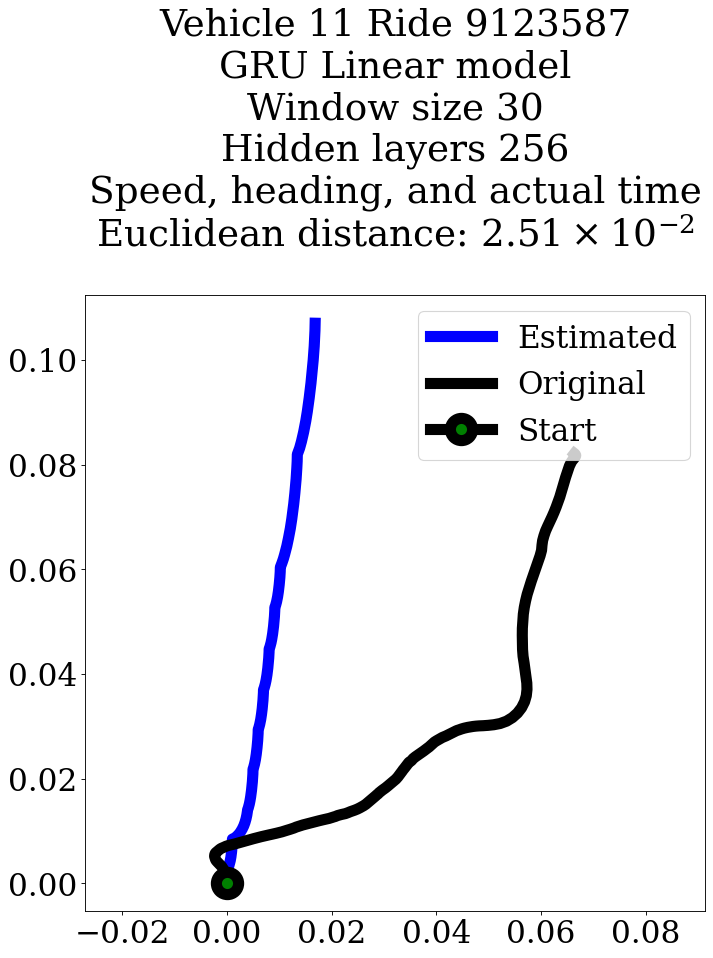 Vehicle 11 Ride 9123587
GRU Linear model
Window size 30
Hidden layers 256
Speed, heading, and actual time
Euclidean distance: 2.51 × 10⁻²
Estimated
Original
Start
0.10
0.08
0.06
0.04
0.02
0.00
−0.02 0.00 0.02 0.04 0.06 0.08